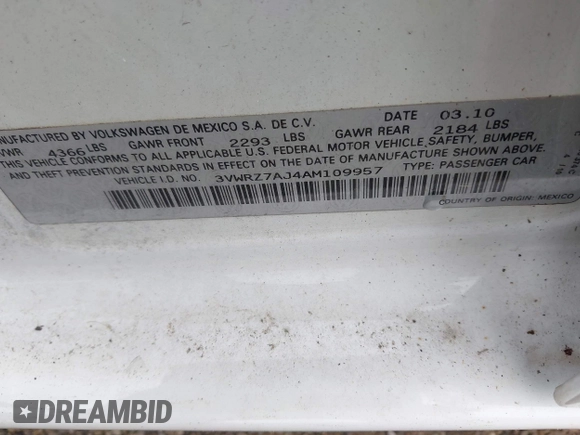 NUFACTURED BY VOLKSWAGEN DE MEXICO S.A. DE C.V. DATE 03.10
VWR 4366 LBS GAWR FRONT 2293 LBS GAWR REAR 2184 LBS
THIS VEHICLE CONFORMS TO ALL APPLICABLE U.S. FEDERAL MOTOR VEHICLE SAFETY, BUMPER,
AND THEFT PREVENTION STANDARDS IN EFFECT ON THE DATE OF MANUFACTURE SHOWN ABOVE.
VEHICLE I.D. NO. 3VWRZ7AJ4AM109957 TYPE: PASSENGER CAR
COUNTRY OF ORIGIN: MEXICO
DREAMBID